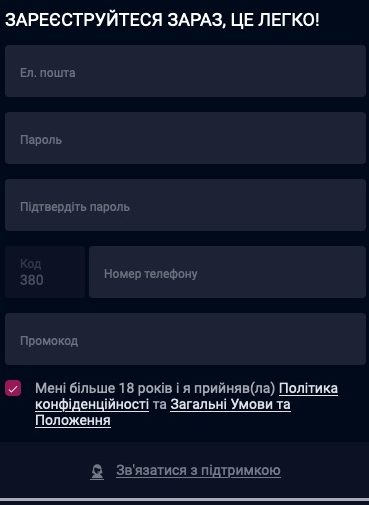 ЗАРЕЄСТРУЙТЕСЯ ЗАРАЗ, ЦЕ ЛЕГКО!
Ел. пошта
Пароль
Підтвердіть пароль
Код
380
Номер телефону
Промокод
Мені більше 18 років і я прийняв(ла) Політика
конфіденційності та Загальні Умови та
Положення
Зв'язатися з підтримкою